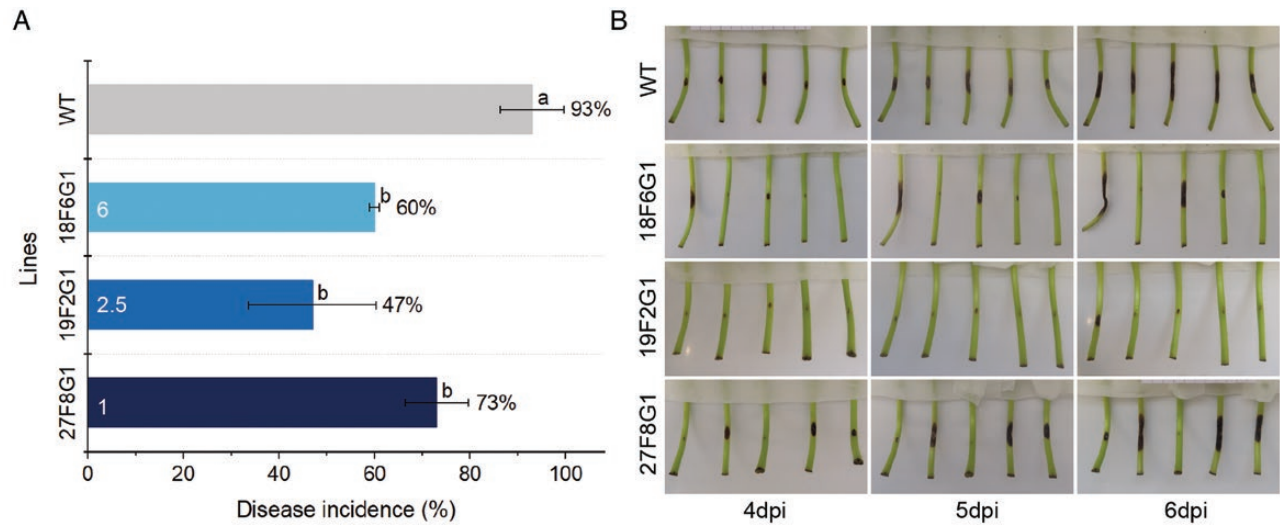 A
Lines
WT
a
93%
18F6G1
6
b
60%
19F2G1
2.5
b
47%
27F8G1
1
b
73%
0
20
40
60
80
100
Disease incidence (%)
B
WT
18F6G1
19F2G1
27F8G1
4dpi
5dpi
6dpi